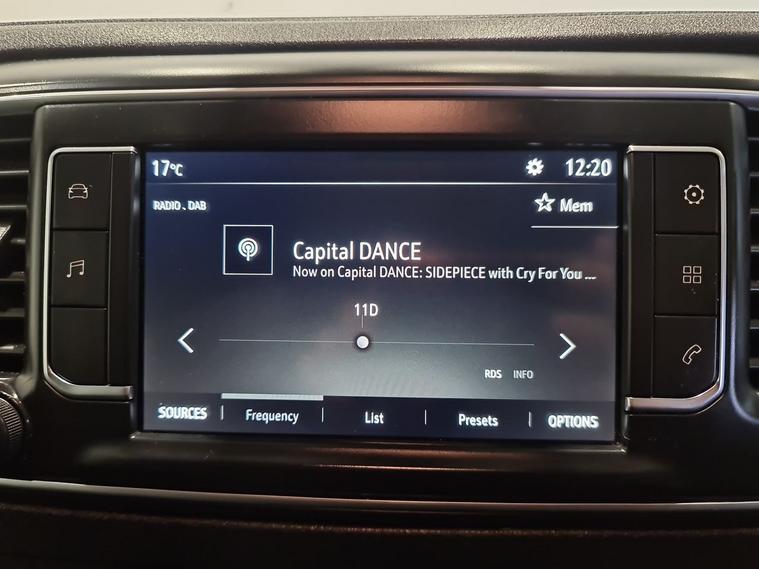 17°C
12:20
RADIO . DAB
Mem
Capital DANCE
Now on Capital DANCE: SIDEPIECE with Cry For You ...
11D
RDS INFO
SOURCES Frequency List Presets OPTIONS